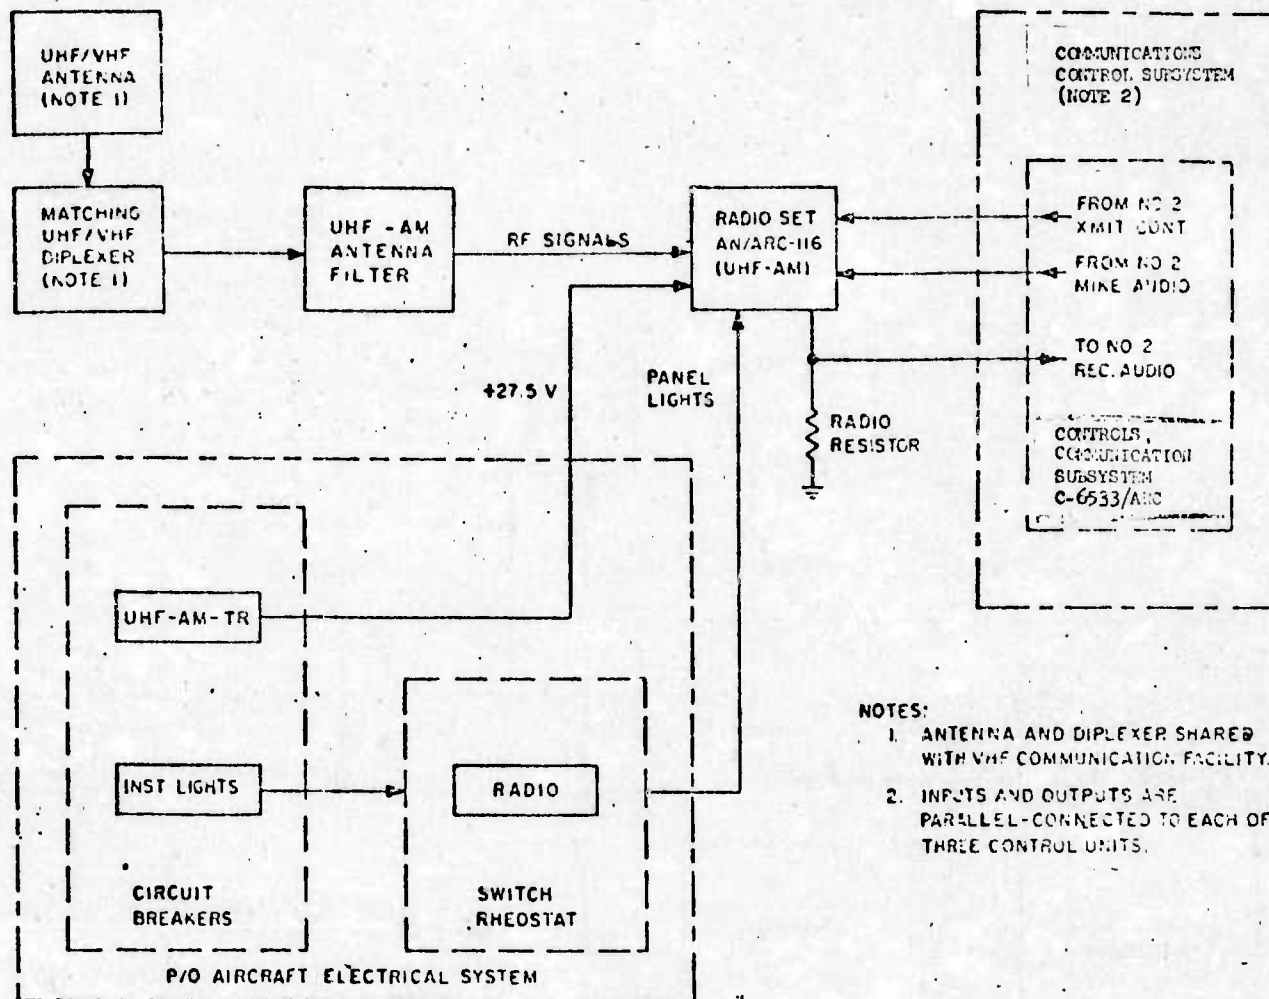 UHF/VHF
ANTENNA
(NOTE 1)
MATCHING
UHF/VHF
DIPLEXER
(NOTE 1)
UHF-AM
ANTENNA
FILTER
RF SIGNALS
RADIO SET
AN/ARC-116
(UHF-AM)
COMMUNICATIONS
CONTROL SUBSYSTEM
(NOTE 2)
FROM NO 2
XMIT CONT
FROM NO 2
MIKE AUDIO
TO NO 2
REC. AUDIO
CONTROLS,
COMMUNICATION
SUBSYSTEM
C-6533/ARC
+27.5 V
PANEL
LIGHTS
RADIO
RESISTOR
UHF-AM-TR
INST LIGHTS
RADIO
CIRCUIT
BREAKERS
SWITCH
RHEOSTAT
P/O AIRCRAFT ELECTRICAL SYSTEM
NOTES:
1. ANTENNA AND DIPLEXER SHARED
WITH VHF COMMUNICATION FACILITY.
2. INPUTS AND OUTPUTS ARE
PARALLEL-CONNECTED TO EACH OF
THREE CONTROL UNITS.